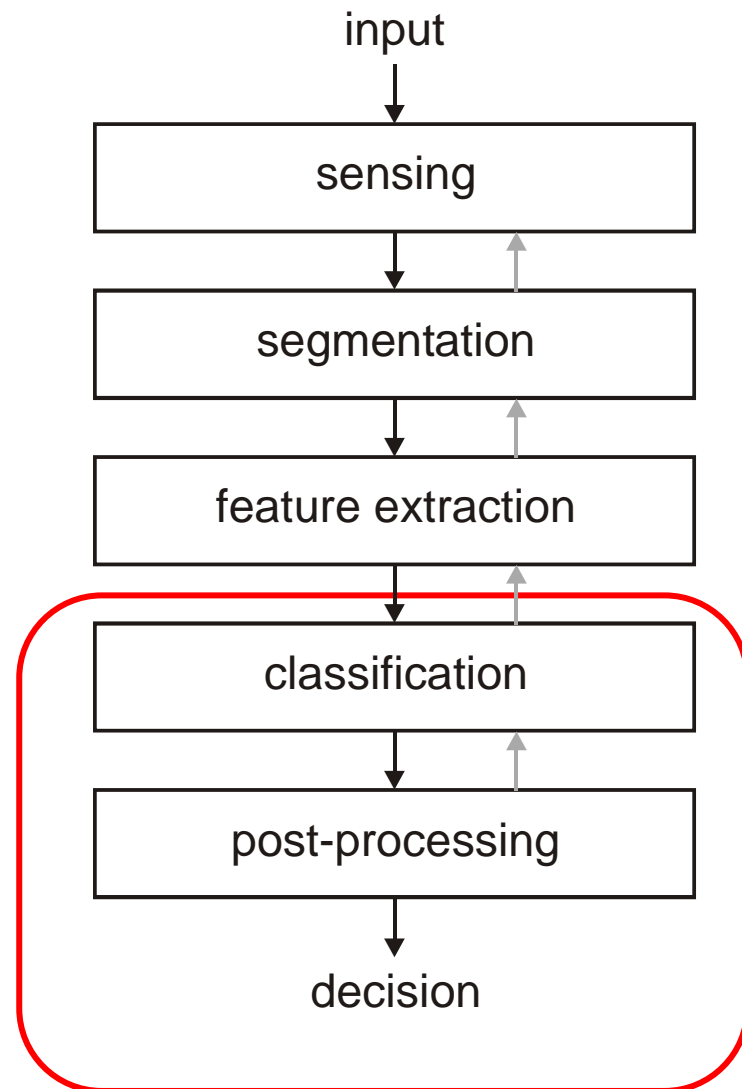 input
sensing
segmentation
feature extraction
classification
post-processing
decision